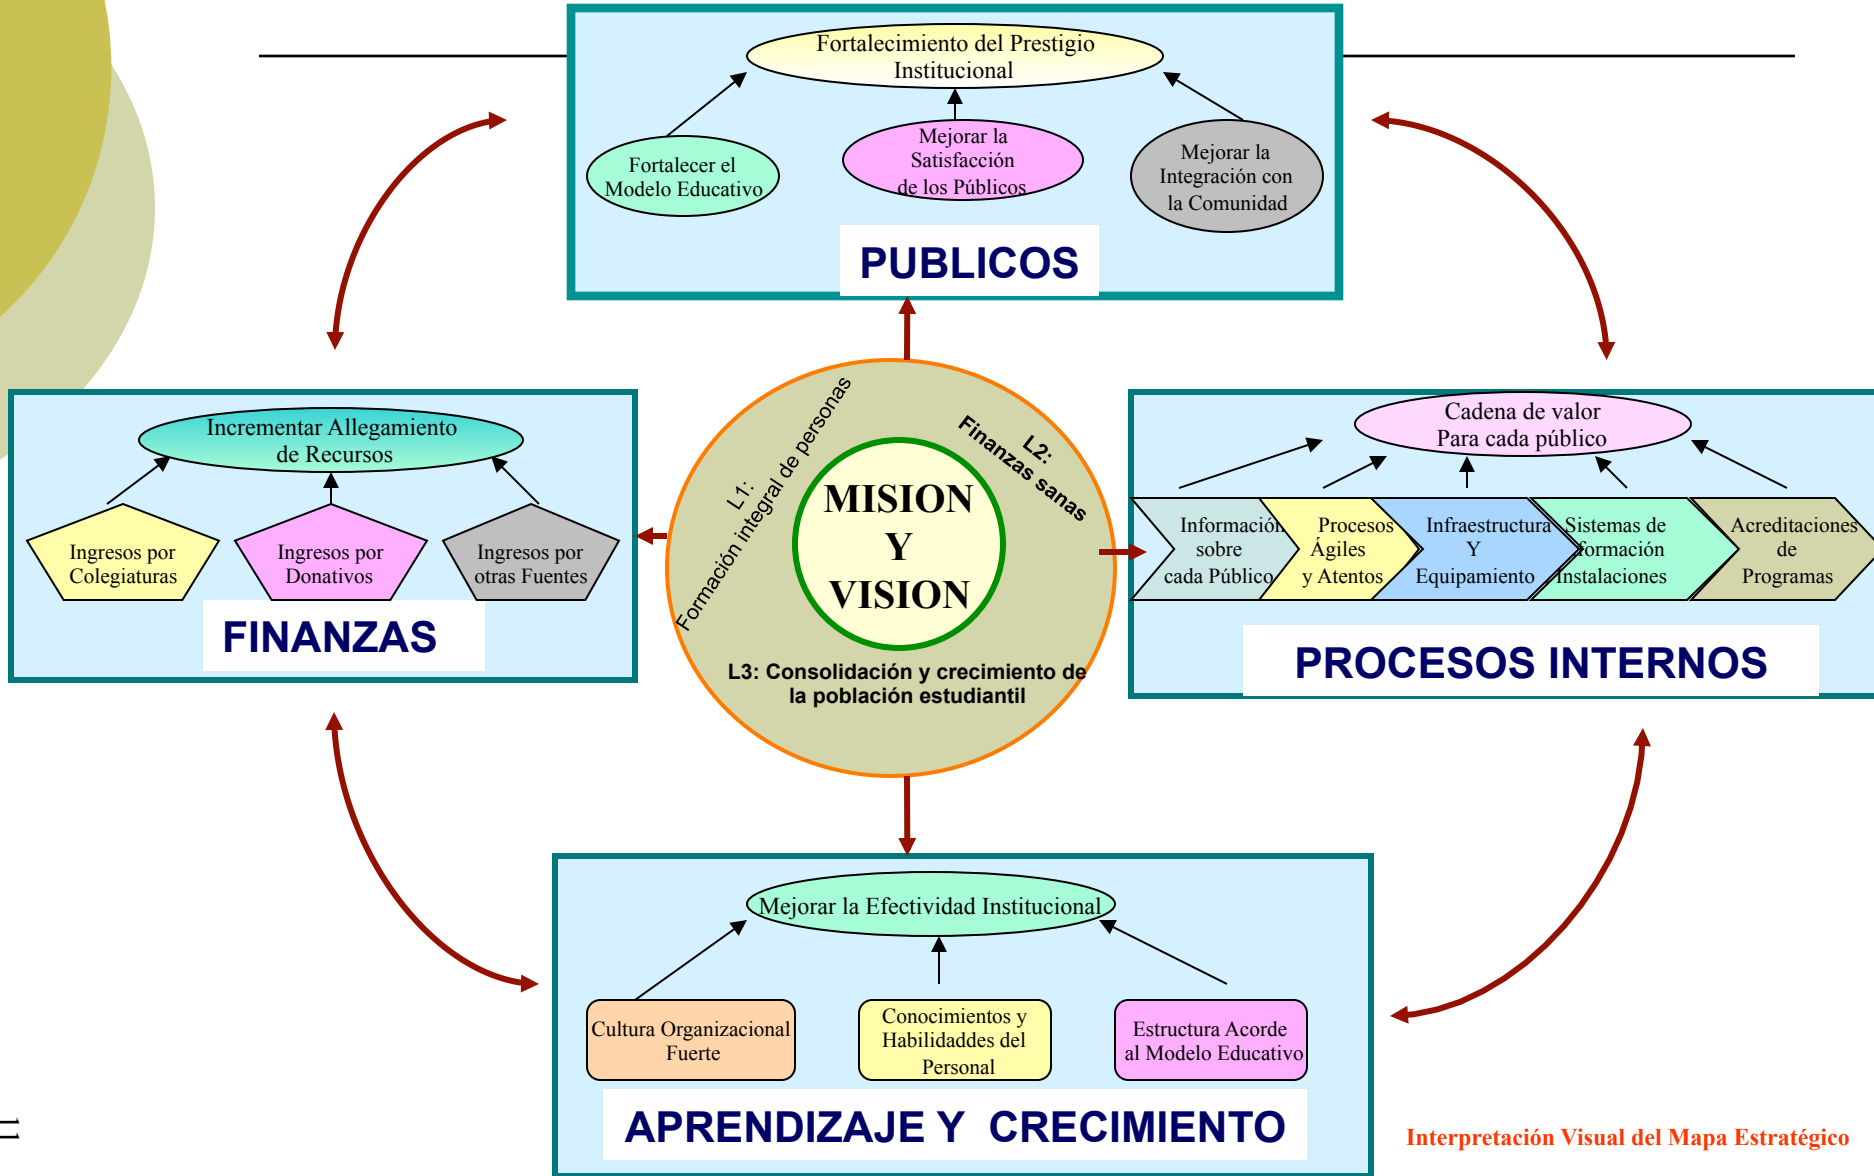 Fortalecimiento del Prestigio
Institucional
Fortalecer el
Modelo Educativo
Mejorar la
Satisfacción
de los Públicos
Mejorar la
Integración con
la Comunidad
PUBLICOS
Incrementar Allegamiento
de Recursos
Ingresos por
Colegiaturas
Ingresos por
Donativos
Ingresos por
otras Fuentes
FINANZAS
L1:
Formación integral de personas
L2:
Finanzas sanas
MISION
Y
VISION
L3: Consolidación y crecimiento de
la población estudiantil
Cadena de valor
Para cada público
Información
sobre
cada Público
Procesos
Ágiles
y Atentos
Infraestructura
Y
Equipamiento
Sistemas de
formación
Instalaciones
Acreditaciones
de
Programas
PROCESOS INTERNOS
Mejorar la Efectividad Institucional
Cultura Organizacional
Fuerte
Conocimientos y
Habilidaddes del
Personal
Estructura Acorde
al Modelo Educativo
APRENDIZAJE Y CRECIMIENTO
Interpretación Visual del Mapa Estratégico